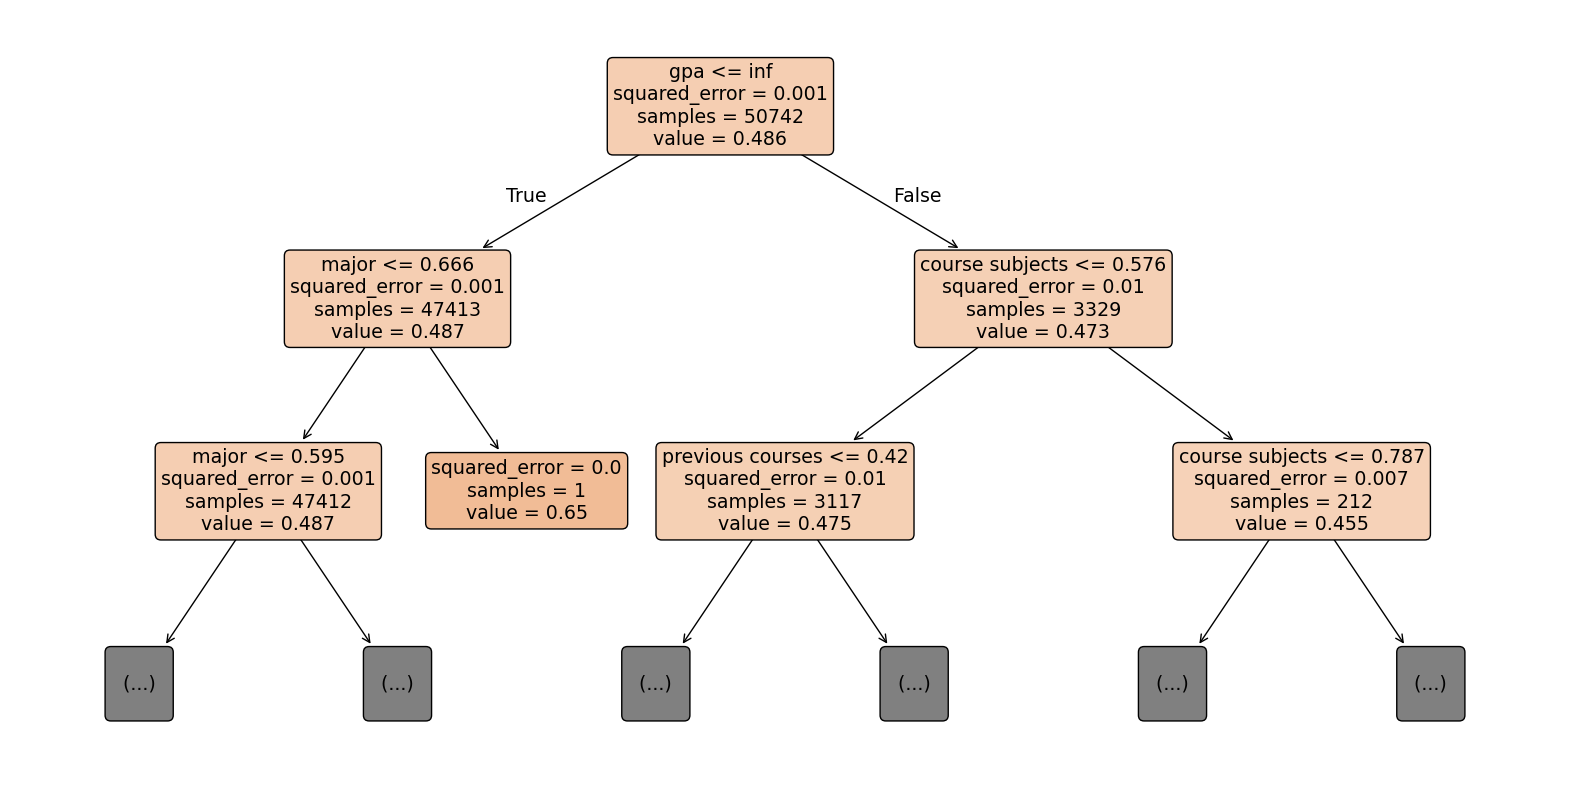 gpa <= inf
squared_error = 0.001
samples = 50742
value = 0.486
True
False
major <= 0.666
squared_error = 0.001
samples = 47413
value = 0.487
course subjects <= 0.576
squared_error = 0.01
samples = 3329
value = 0.473
major <= 0.595
squared_error = 0.001
samples = 47412
value = 0.487
squared_error = 0.0
samples = 1
value = 0.65
previous courses <= 0.42
squared_error = 0.01
samples = 3117
value = 0.475
course subjects <= 0.787
squared_error = 0.007
samples = 212
value = 0.455
(...)
(...)
(...)
(...)
(...)
(...)